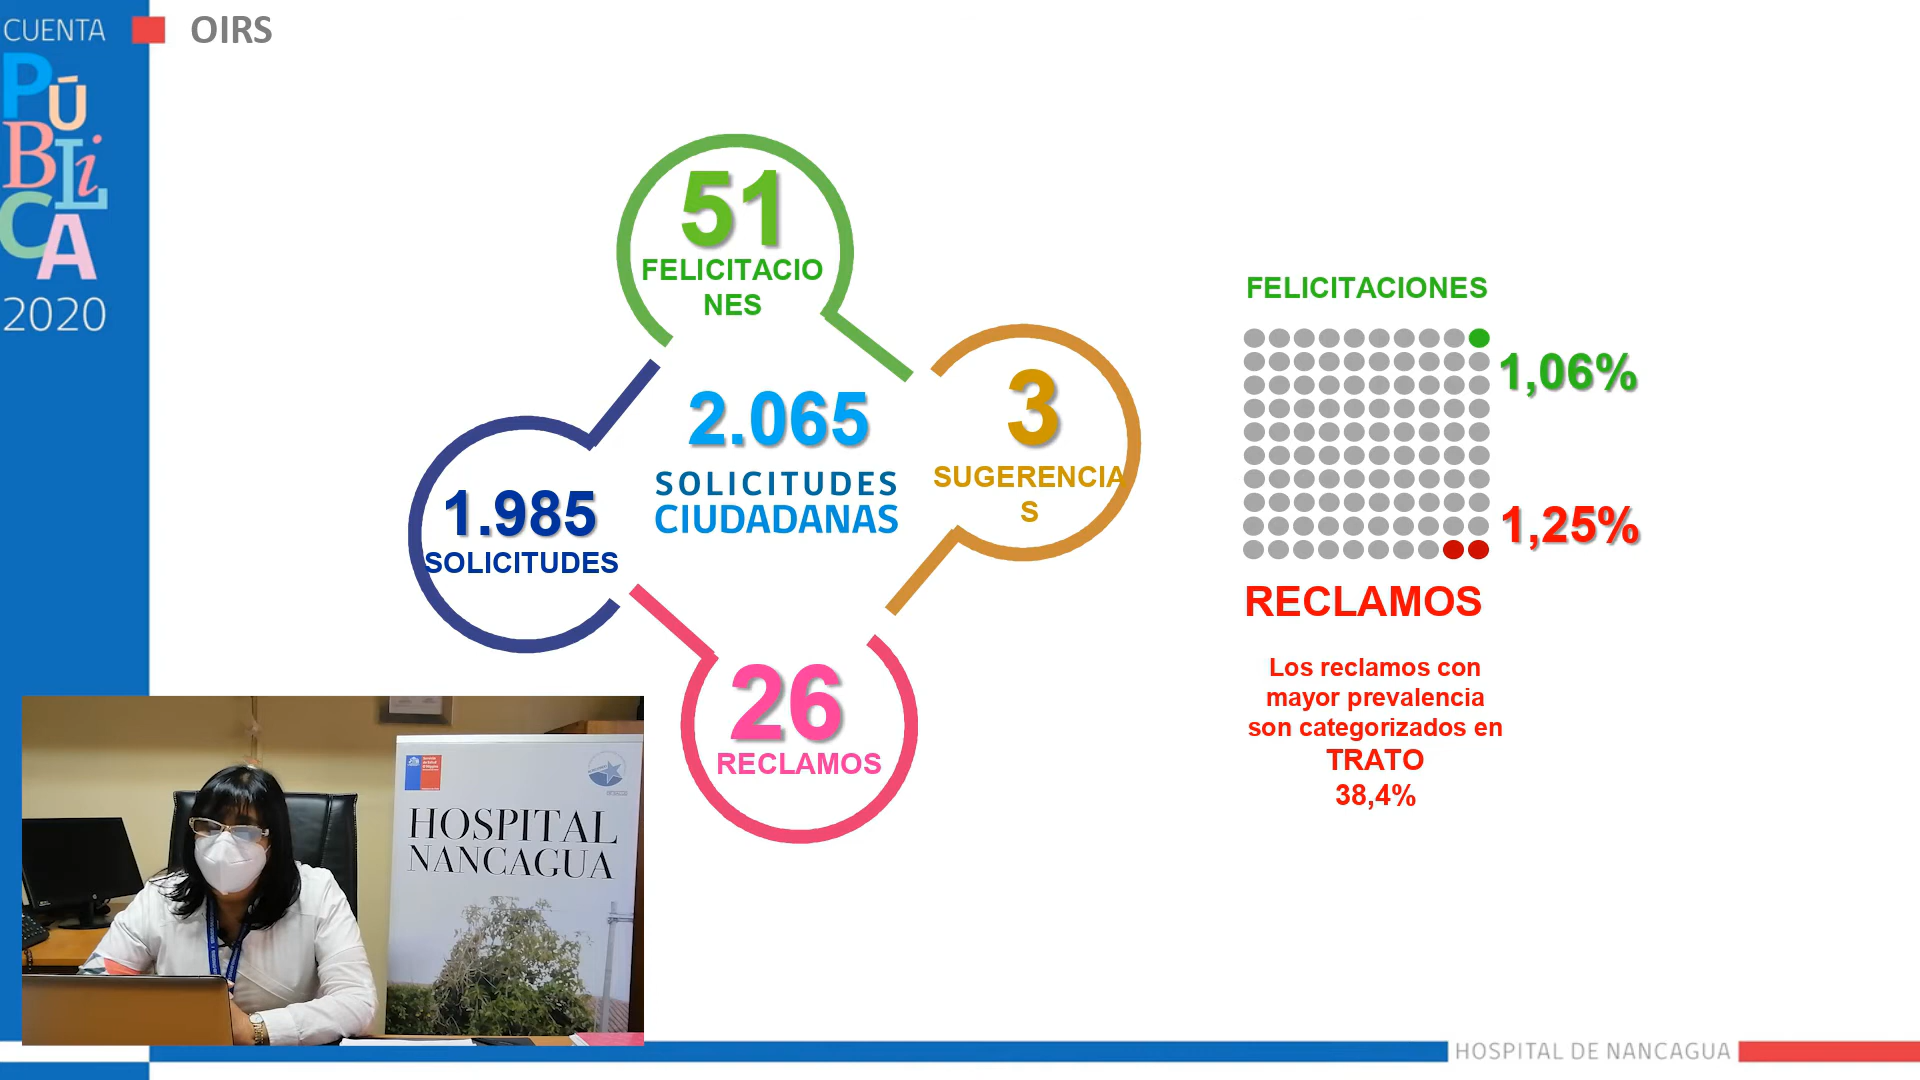 CUENTA
PÚBLiCA
2020
OIRS
51
FELICITACIO
NES
3
SUGERENCIA
S
2.065
SOLICITUDES
CIUDADANAS
1.985
SOLICITUDES
26
RECLAMOS
FELICITACIONES
1,06%
1,25%
RECLAMOS
Los reclamos con
mayor prevalencia
son categorizados en
TRATO
38,4%
HOSPITAL
NANCAGUA
HOSPITAL DE NANCAGUA